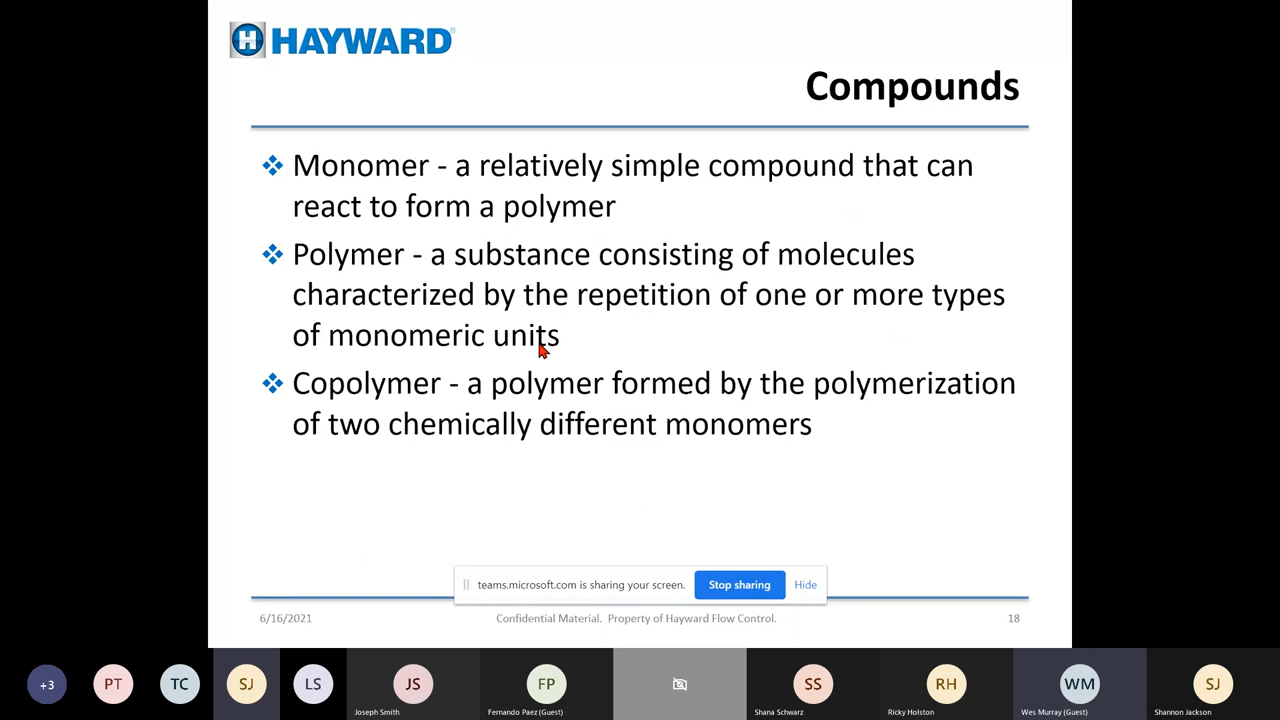 H HAYWARD
Compounds
Monomer - a relatively simple compound that can
react to form a polymer
Polymer - a substance consisting of molecules
characterized by the repetition of one or more types
of monomeric units
Copolymer - a polymer formed by the polymerization
of two chemically different monomers
teams.microsoft.com is sharing your screen. Stop sharing Hide
6/16/2021 Confidential Material. Property of Hayward Flow Control. 18
+3 PT TC SJ LS JS FP SS RH WM SJ
Joseph Smith Fernando Paez (Guest) Shana Schwarz Ricky Holston Wes Murray (Guest) Shannon Jackson